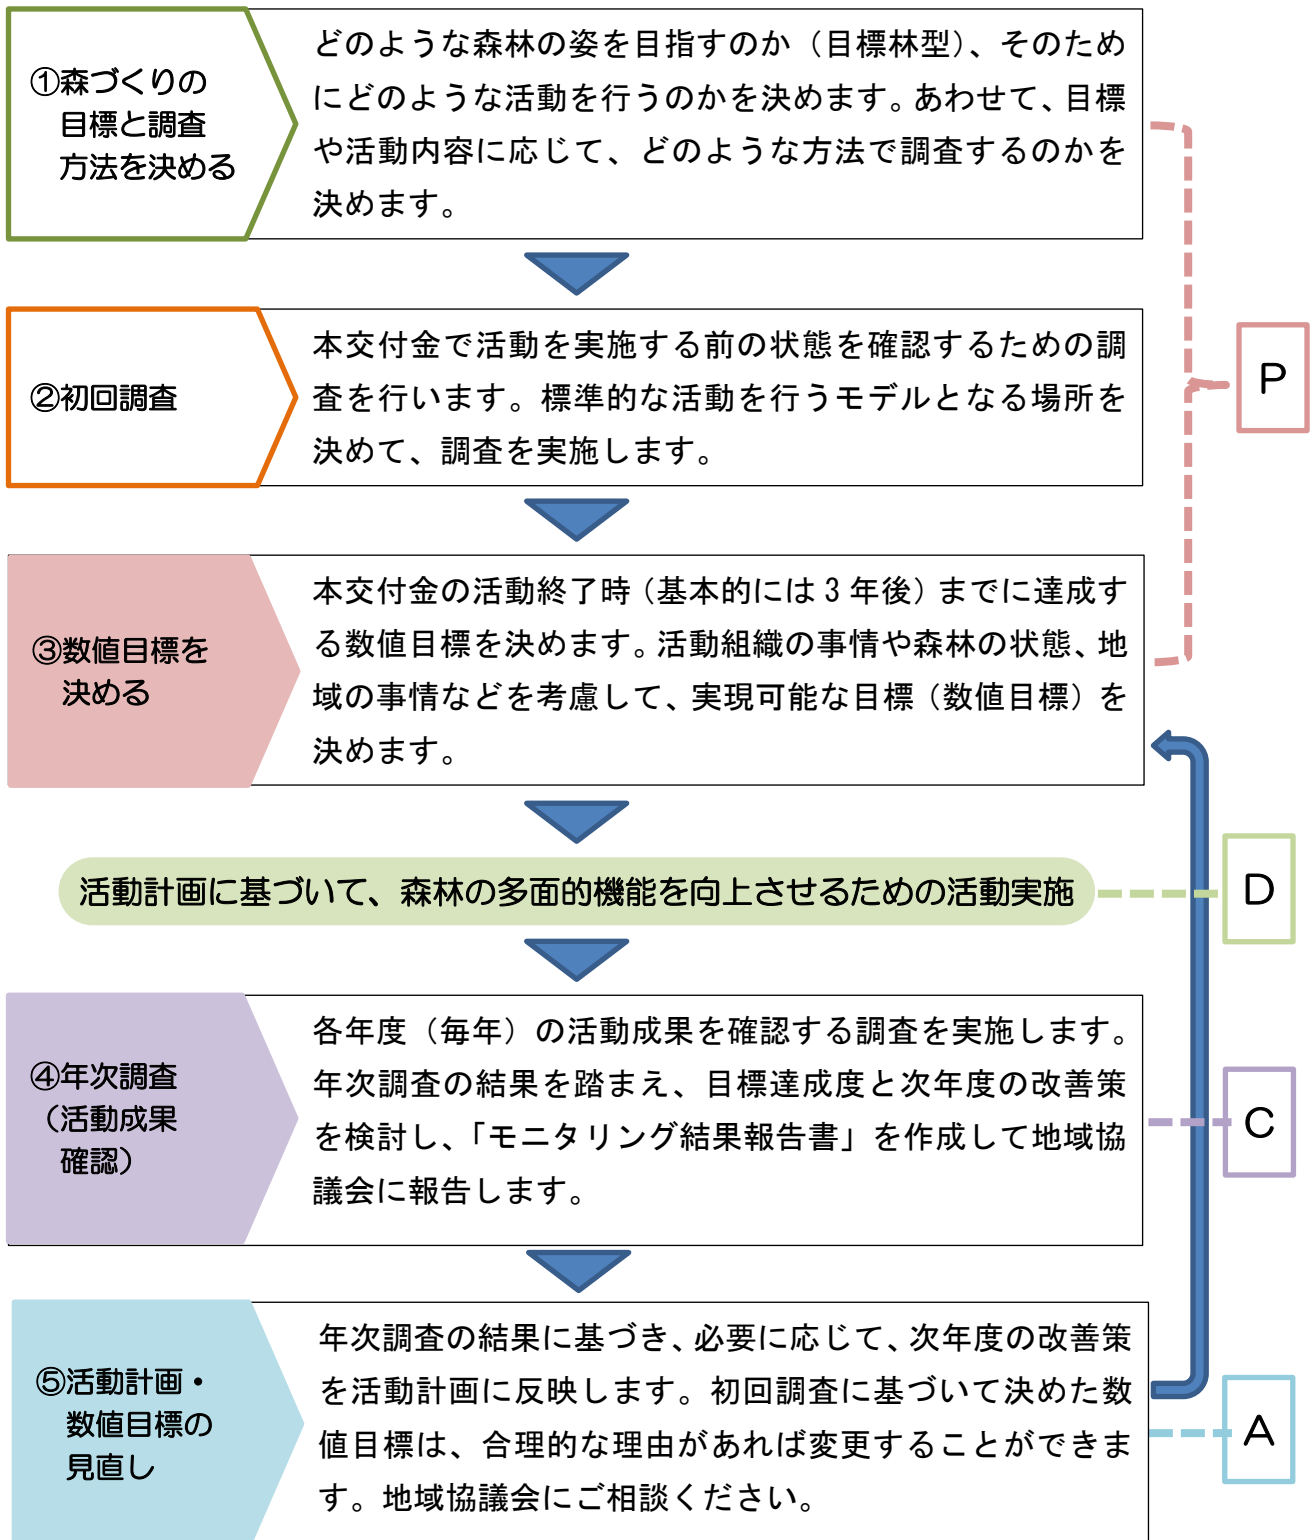 ①森づくりの
目標と調査
方法を決める
どのような森林の姿を目指すのか（目標林型）、そのため
にどのような活動を行うのかを決めます。あわせて、目標
や活動内容に応じて、どのような方法で調査するのかを
決めます。
②初回調査
本交付金で活動を実施する前の状態を確認するための調
査を行います。標準的な活動を行うモデルとなる場所を
決めて、調査を実施します。
P
③数値目標を
決める
本交付金の活動終了時（基本的には３年後）までに達成す
る数値目標を決めます。活動組織の事情や森林の状態、地
域の事情などを考慮して、実現可能な目標（数値目標）を
決めます。
活動計画に基づいて、森林の多面的機能を向上させるための活動実施
D
④年次調査
（活動成果
確認）
各年度（毎年）の活動成果を確認する調査を実施します。
年次調査の結果を踏まえ、目標達成度と次年度の改善策
を検討し、「モニタリング結果報告書」を作成して地域協
議会に報告します。
C
⑤活動計画・
数値目標の
見直し
年次調査の結果に基づき、必要に応じて、次年度の改善策
を活動計画に反映します。初回調査に基づいて決めた数
値目標は、合理的な理由があれば変更することができま
す。地域協議会にご相談ください。
A